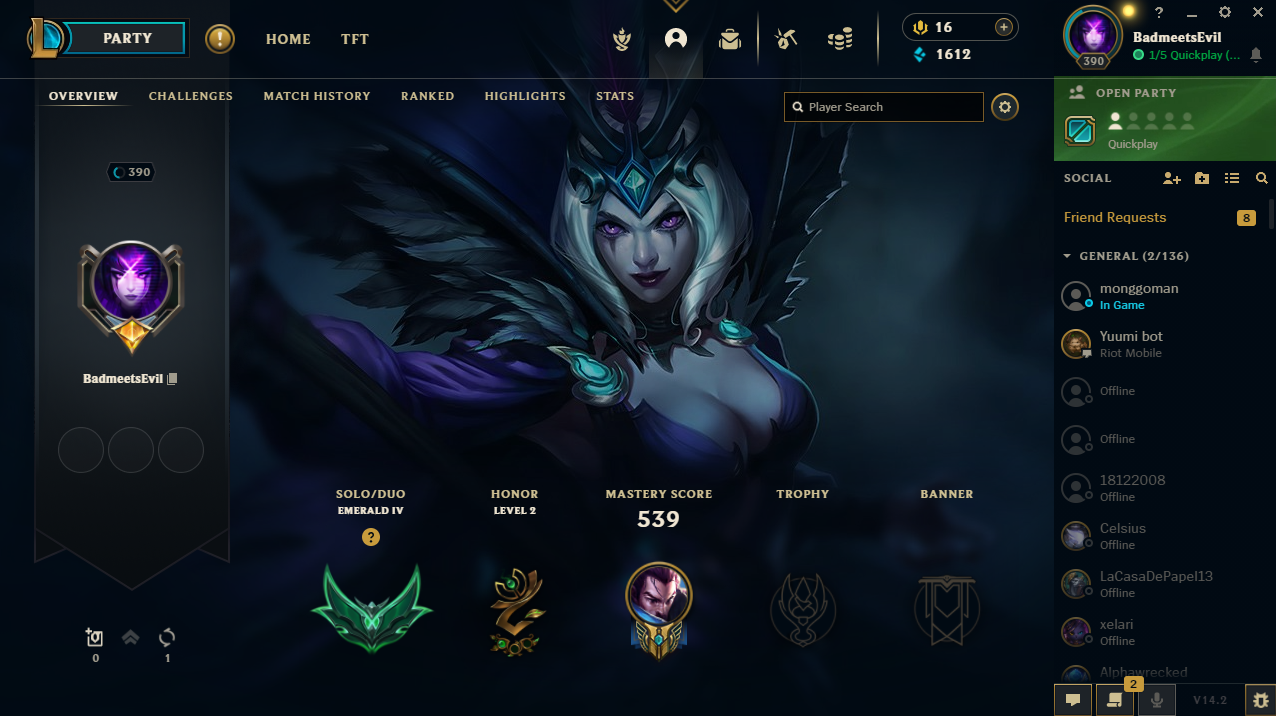 PARTY
!
HOME
TFT
16
1612
?
390
BadmeetsEvil
1/5 Quickplay (...
OVERVIEW
CHALLENGES
MATCH HISTORY
RANKED
HIGHLIGHTS
STATS
Player Search
OPEN PARTY
Quickplay
SOCIAL
Friend Requests
8
GENERAL (2/136)
monggoman
In Game
Yuumi bot
Riot Mobile
Offline
Offline
18122008
Offline
Celsius
Offline
LaCasaDePapel13
Offline
xelari
Offline
Alphawrecked
2
V14.2
390
BadmeetsEvil
0
1
SOLO/DUO
EMERALD IV
?
HONOR
LEVEL 2
MASTERY SCORE
539
TROPHY
BANNER